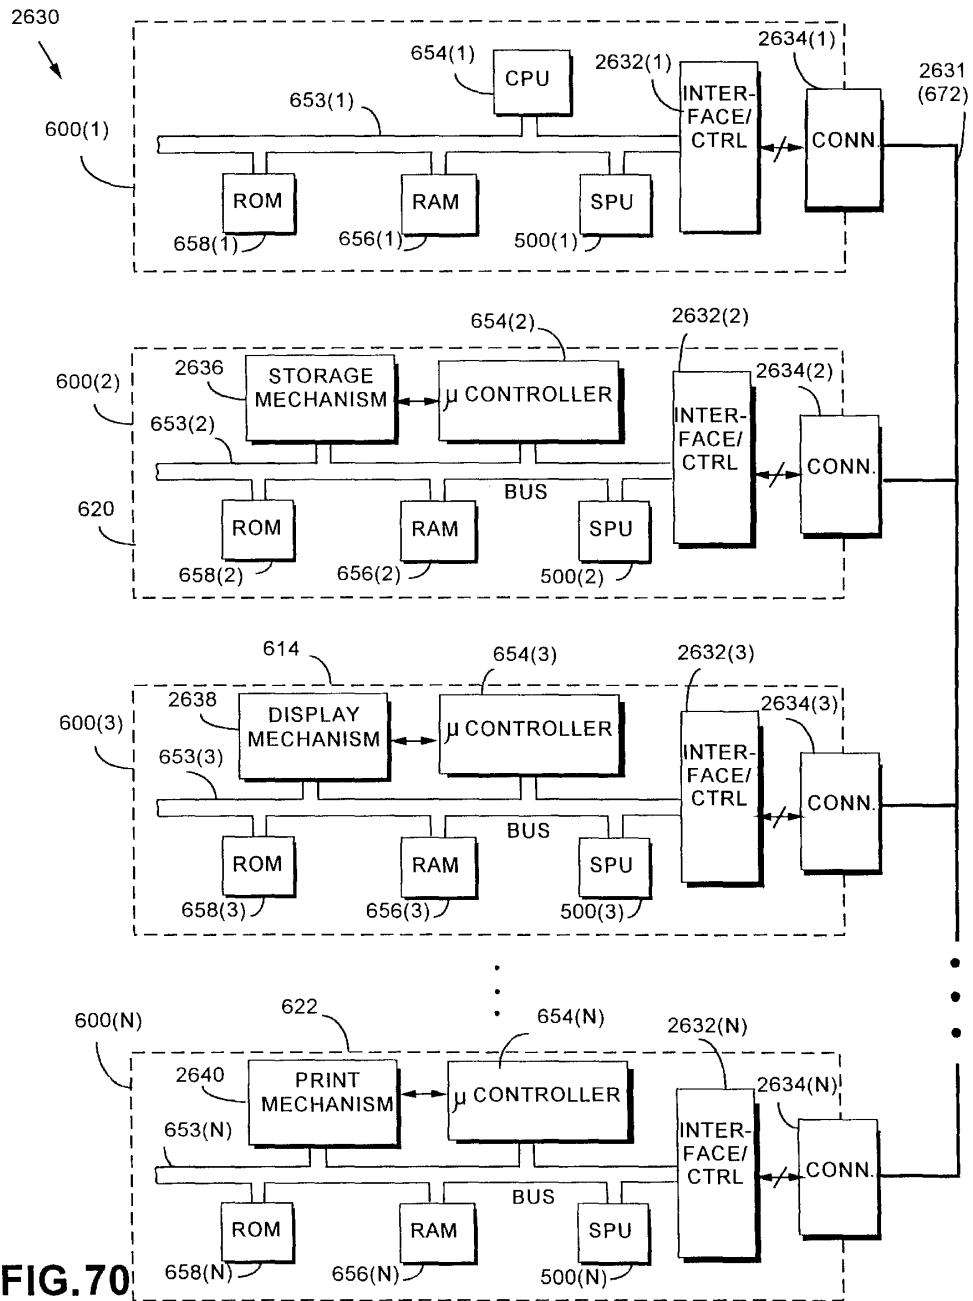 2630
600(1)
654(1)
CPU
2632(1)
2634(1)
2631
(672)
653(1)
INTER-
FACE/
CTRL
CONN.
ROM
RAM
SPU
658(1)
656(1)
500(1)
654(2)
2632(2)
600(2)
2636
STORAGE
MECHANISM
µ CONTROLLER
2634(2)
653(2)
INTER-
FACE/
CTRL
CONN.
BUS
620
ROM
RAM
SPU
658(2)
656(2)
500(2)
614
654(3)
2632(3)
600(3)
2638
DISPLAY
MECHANISM
µ CONTROLLER
2634(3)
653(3)
INTER-
FACE/
CTRL
CONN.
BUS
ROM
RAM
SPU
658(3)
656(3)
500(3)
600(N)
622
654(N)
2632(N)
2640
PRINT
MECHANISM
µ CONTROLLER
2634(N)
653(N)
INTER-
FACE/
CTRL
CONN.
BUS
ROM
RAM
SPU
658(N)
656(N)
500(N)
FIG.70